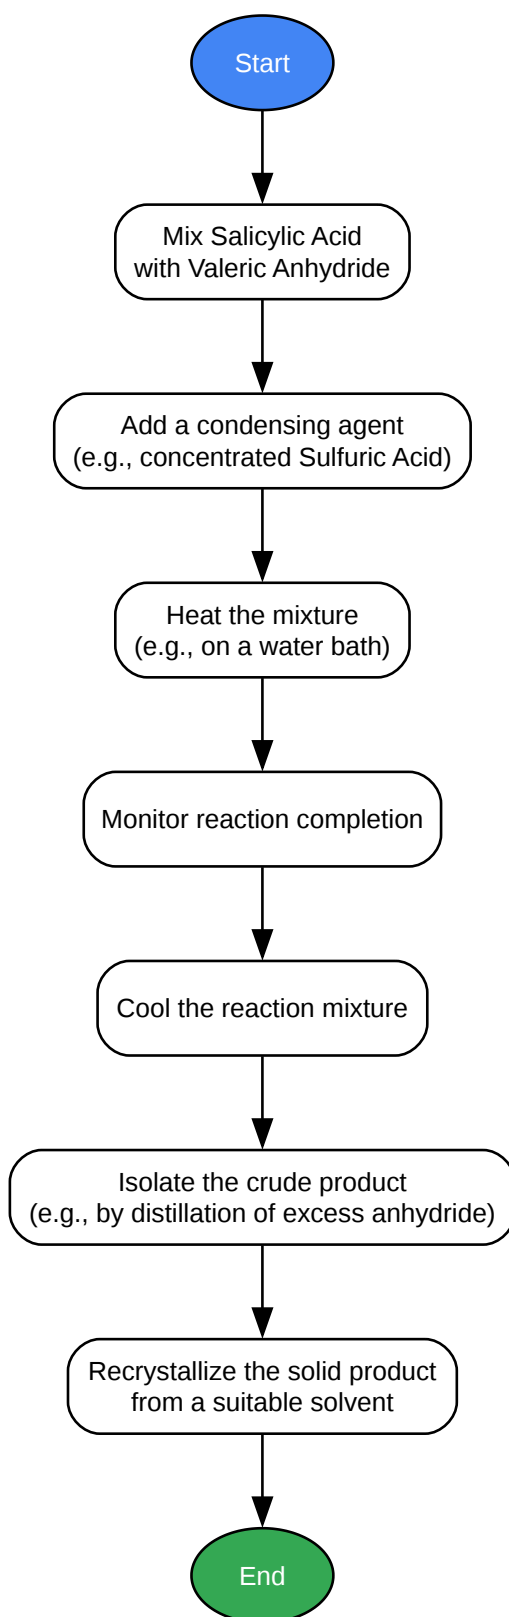 Start
Mix Salicylic Acid
with Valeric Anhydride
Add a condensing agent
(e.g., concentrated Sulfuric Acid)
Heat the mixture
(e.g., on a water bath)
Monitor reaction completion
Cool the reaction mixture
Isolate the crude product
(e.g., by distillation of excess anhydride)
Recrystallize the solid product
from a suitable solvent
End